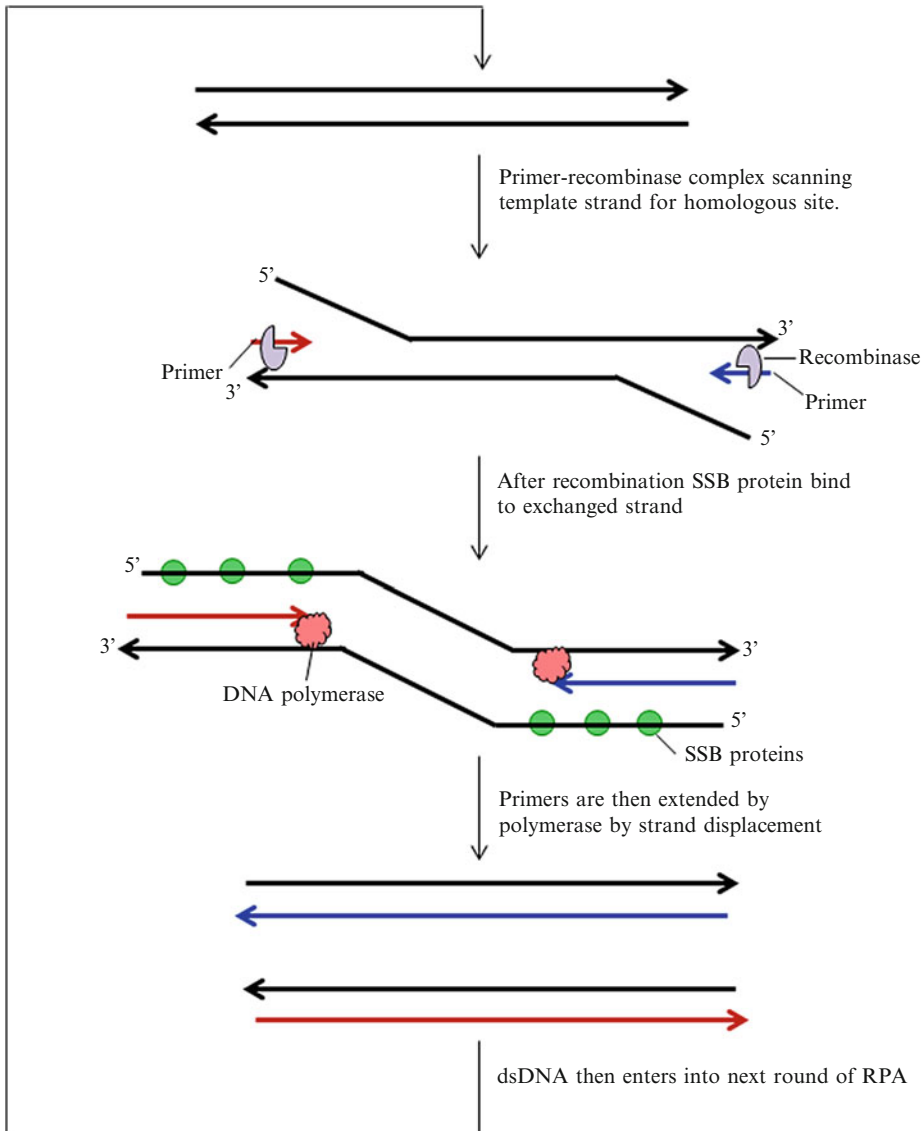 Primer-recombinase complex scanning
template strand for homologous site.
5’
3’
Primer
Recombinase
3’
Primer
5’
After recombination SSB protein bind
to exchanged strand
5’
3’
3’
DNA polymerase
5’
SSB proteins
Primers are then extended by
polymerase by strand displacement
dsDNA then enters into next round of RPA